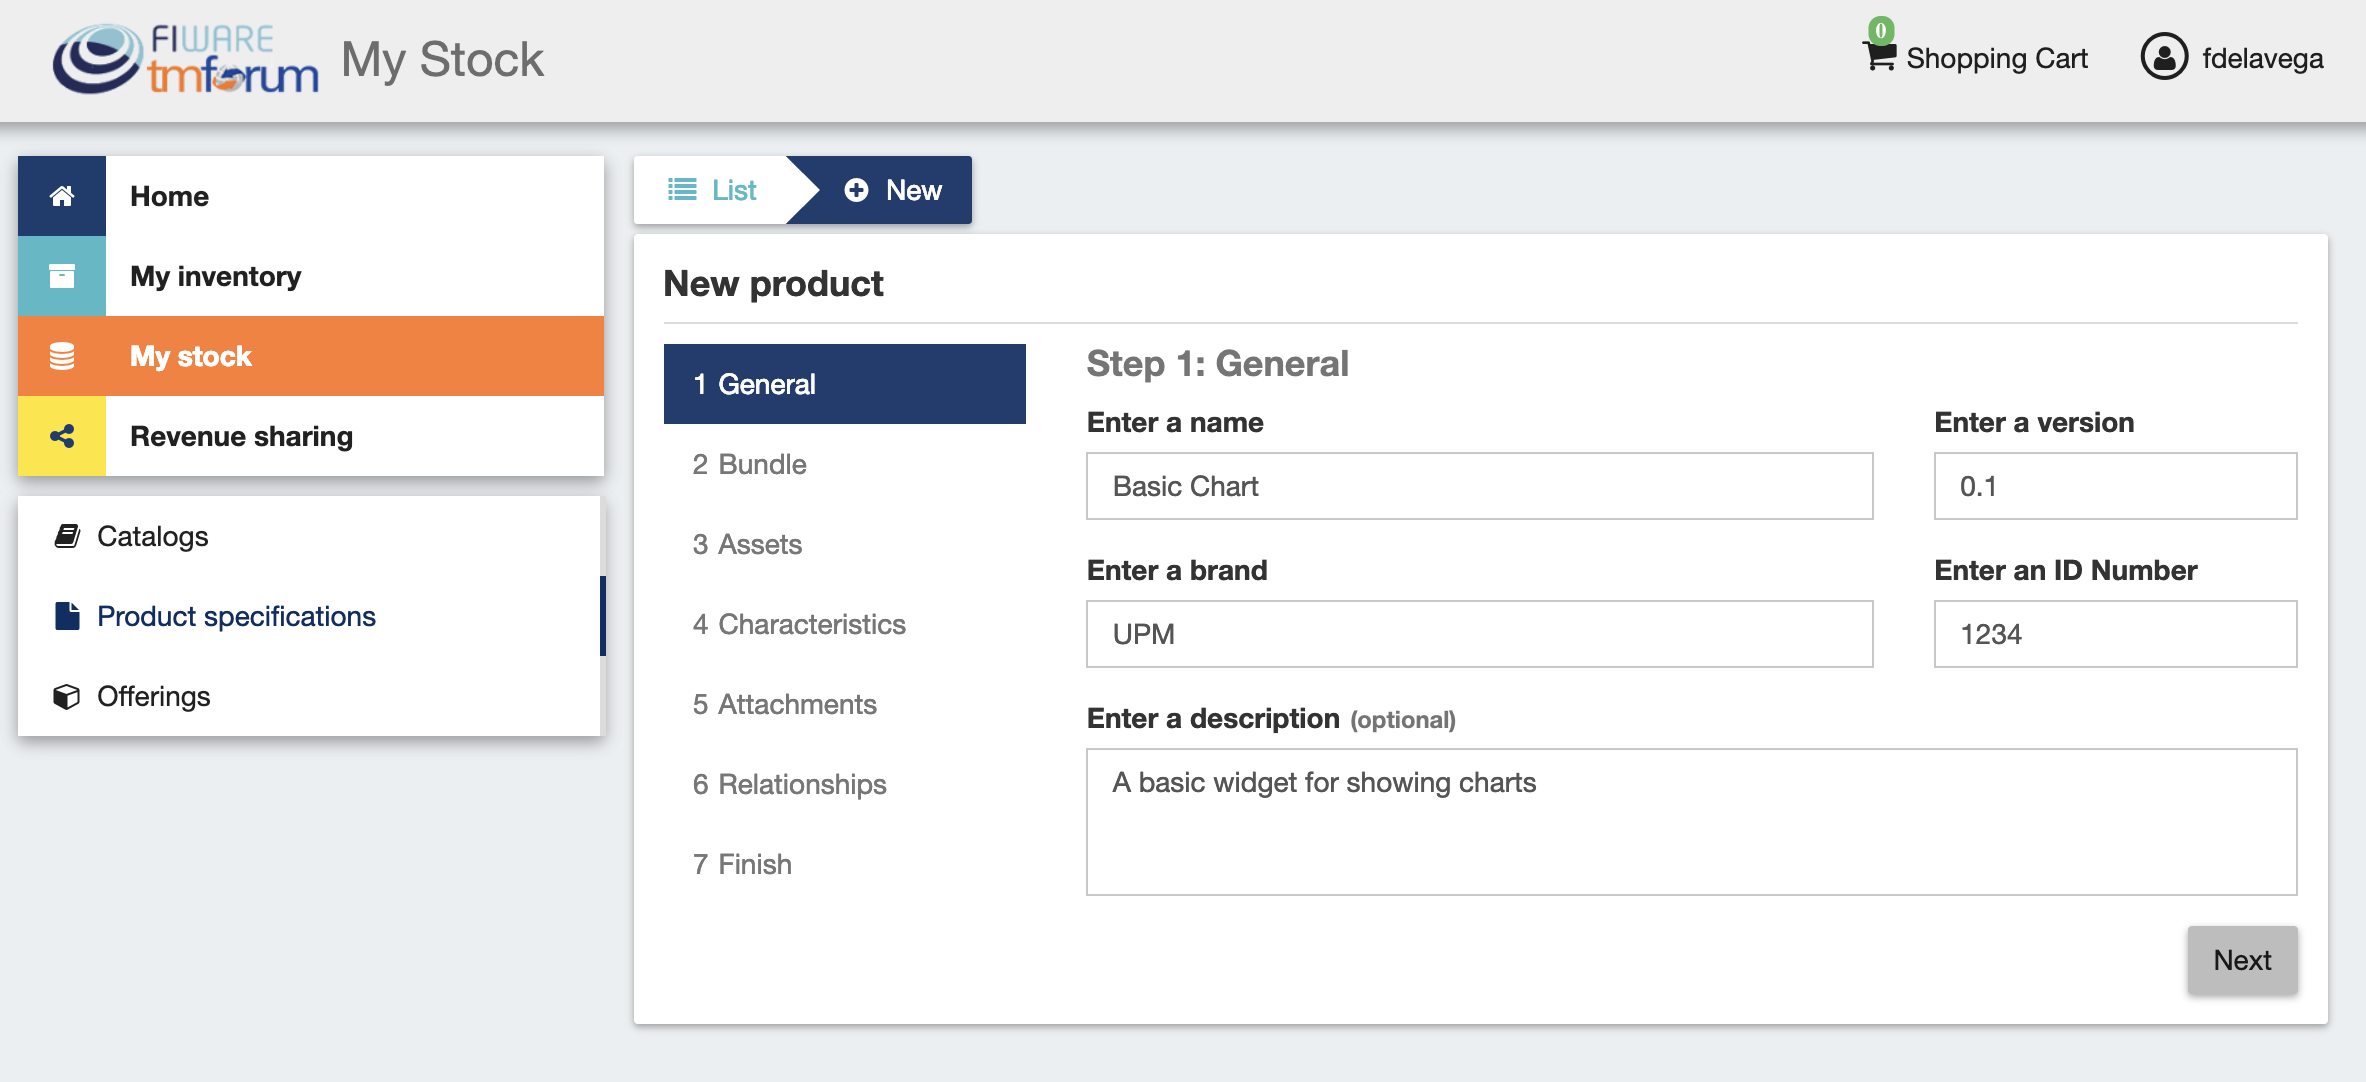 FIWARE
tmforum
My Stock
0
Shopping Cart
fdelavega
Home
My inventory
My stock
Revenue sharing
Catalogs
Product specifications
Offerings
List
New
New product
1 General
2 Bundle
3 Assets
4 Characteristics
5 Attachments
6 Relationships
7 Finish
Step 1: General
Enter a name
Enter a version
Basic Chart
0.1
Enter a brand
Enter an ID Number
UPM
1234
Enter a description (optional)
A basic widget for showing charts
Next